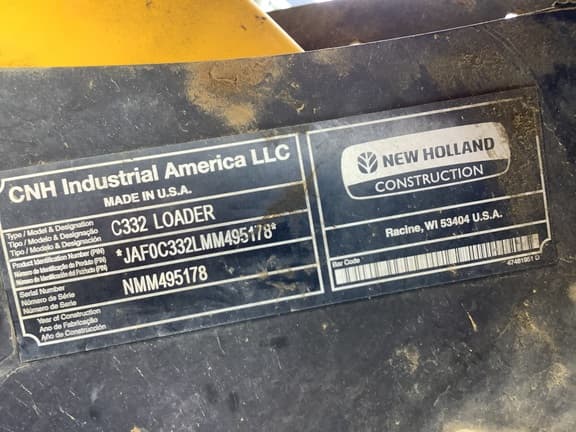 CNH Industrial America LLC
MADE IN U.S.A.
Type / Model & Designation
Tipo / Modelo & Designação
Tipo / Modelo & Designación
C332 LOADER
Product Identification Number (PIN)
Número de Identificação do Produto (PIN)
Número de Identificación del Producto (PIN)
*JAF0C332LMM495178*
Serial Number
Número de Série
Número de Serie
NMM495178
Year of Construction
Ano de Fabricação
Año de Construcción
NEW HOLLAND
CONSTRUCTION
Racine, WI 53404 U.S.A.
Bar Code
47481951 D